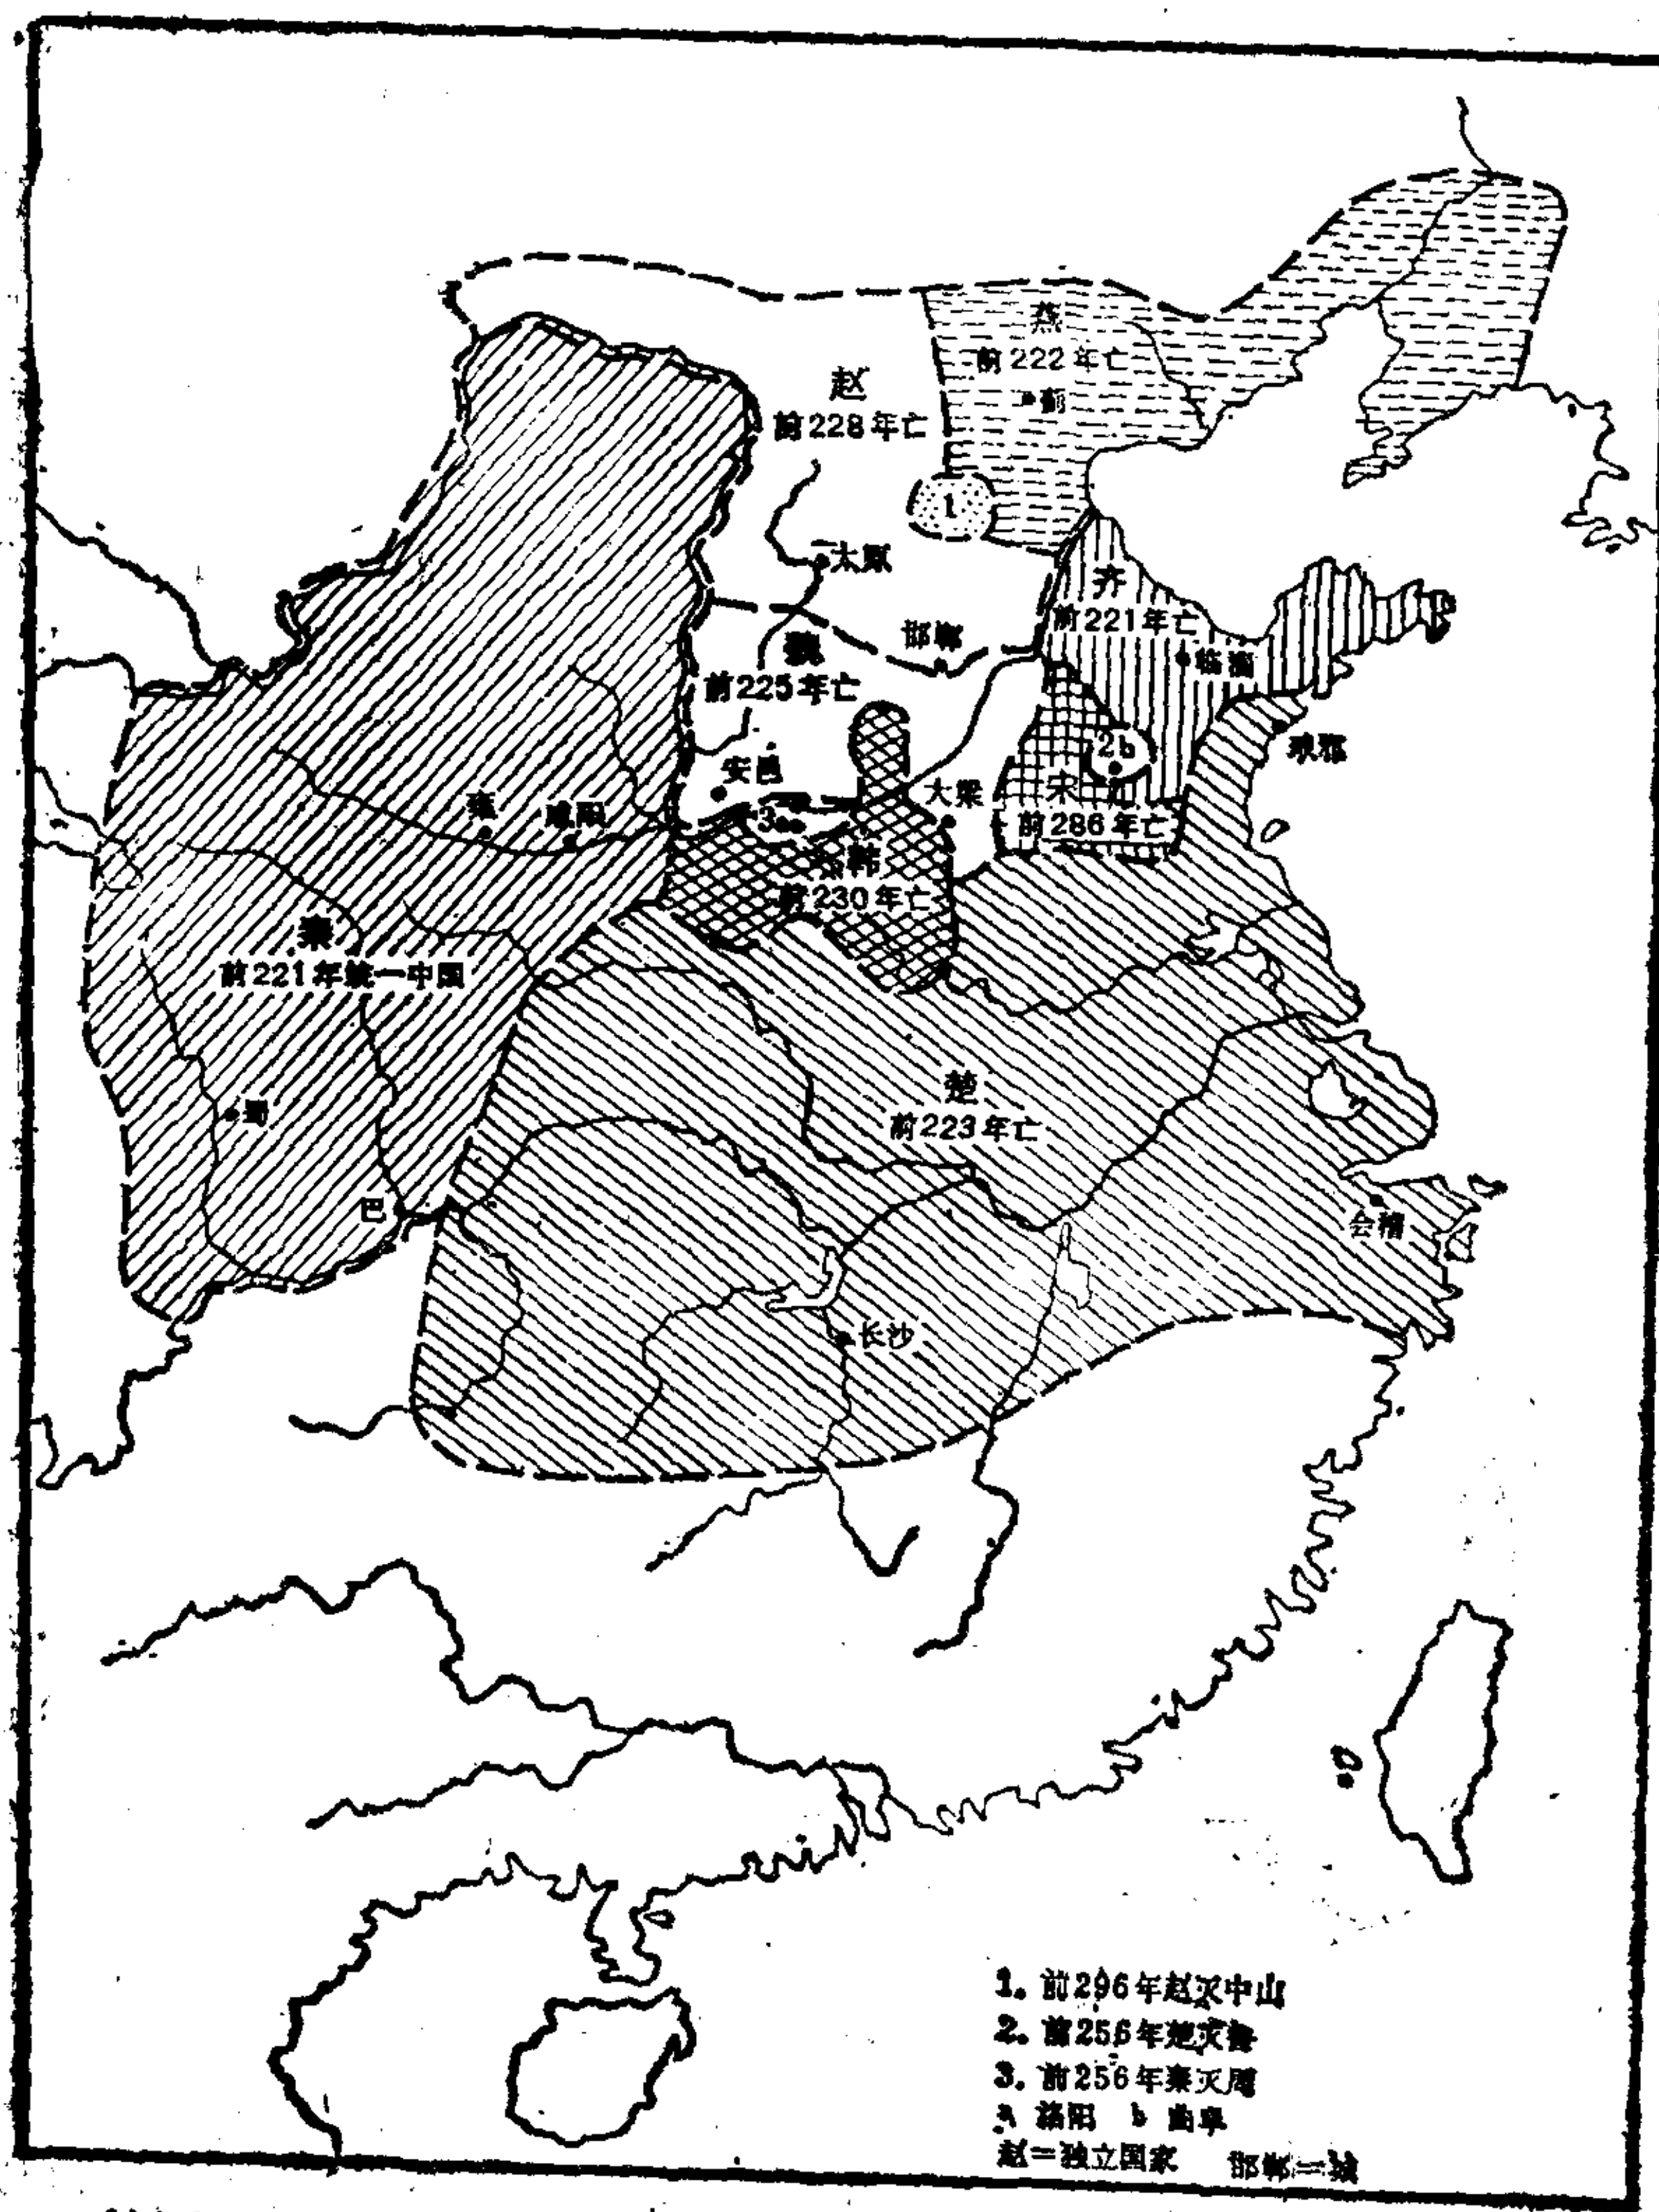 燕
前222年亡
蓟
赵
前228年亡
1
太原
齐
前221年亡
临淄
邯郸
魏
前225年亡
2b
琅邪
安邑
大梁
宋
前286年亡
雍
咸阳
3a
韩
前230年亡
秦
前221年统一中国
楚
前223年亡
蜀
巴
会稽
长沙
1. 前296年赵灭中山
2. 前256年楚灭鲁
3. 前256年秦灭周
a 洛阳 b 曲阜
赵=独立国家 邯郸=城